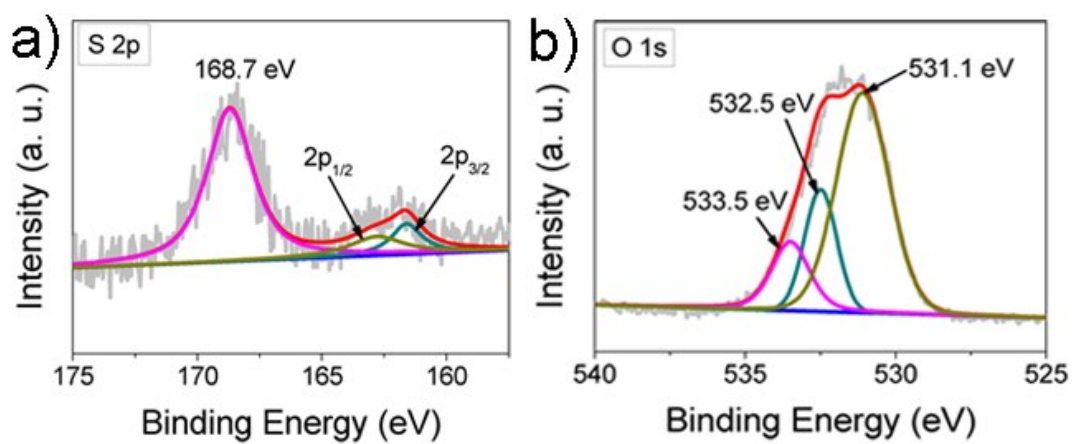 a)
S 2p
168.7 eV
2p1/2
2p3/2
Intensity (a. u.)
175 170 165 160
Binding Energy (eV)
b)
O 1s
531.1 eV
532.5 eV
533.5 eV
Intensity (a. u.)
540 535 530 525
Binding Energy (eV)